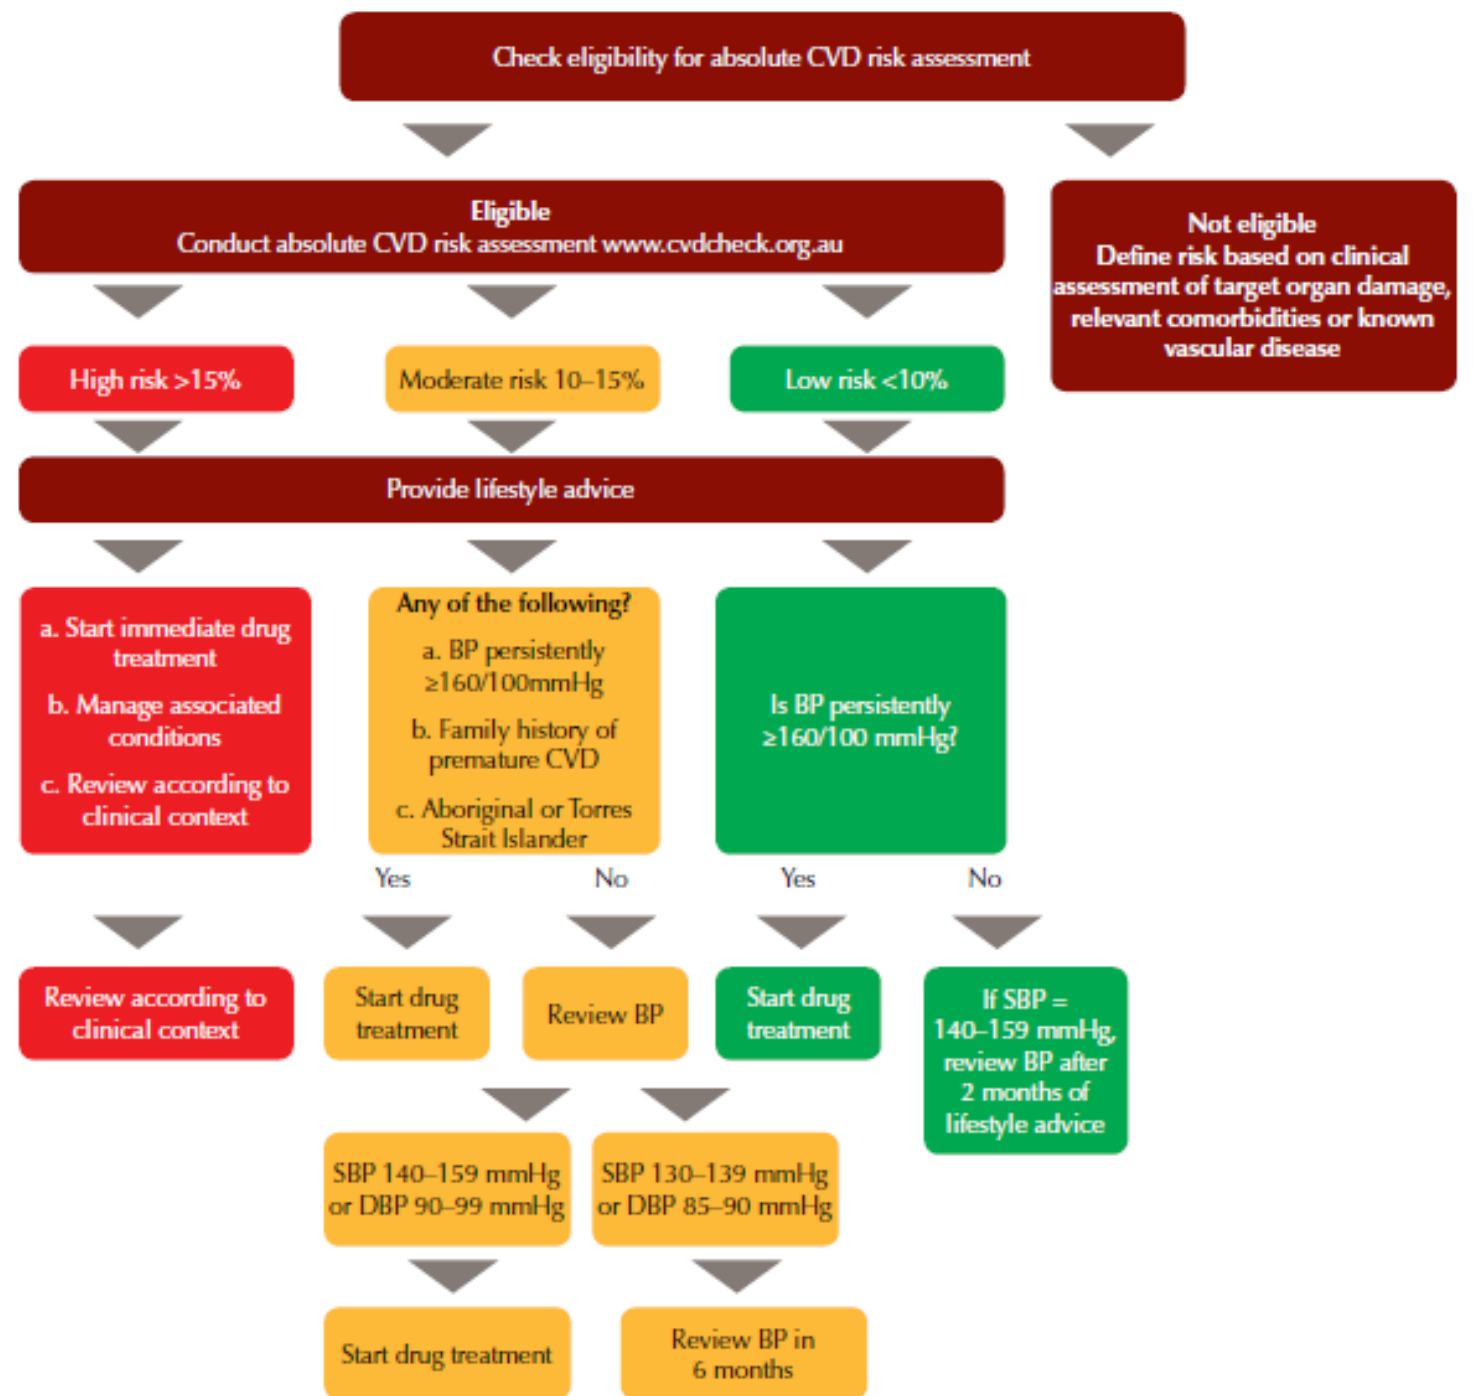 Check eligibility for absolute CVD risk assessment
Eligible
Conduct absolute CVD risk assessment www.cvdcheck.org.au
Not eligible
Define risk based on clinical
assessment of target organ damage,
relevant comorbidities or known
vascular disease
High risk >15%
Moderate risk 10–15%
Low risk <10%
Provide lifestyle advice
a. Start immediate drug
treatment
b. Manage associated
conditions
c. Review according to
clinical context
Any of the following?
a. BP persistently
≥160/100mmHg
b. Family history of
premature CVD
c. Aboriginal or Torres
Strait Islander
Is BP persistently
≥160/100 mmHg?
Yes
No
Yes
No
Review according to
clinical context
Start drug
treatment
Review BP
Start drug
treatment
If SBP =
140–159 mmHg,
review BP after
2 months of
lifestyle advice
SBP 140–159 mmHg
or DBP 90–99 mmHg
SBP 130–139 mmHg
or DBP 85–90 mmHg
Start drug treatment
Review BP in
6 months